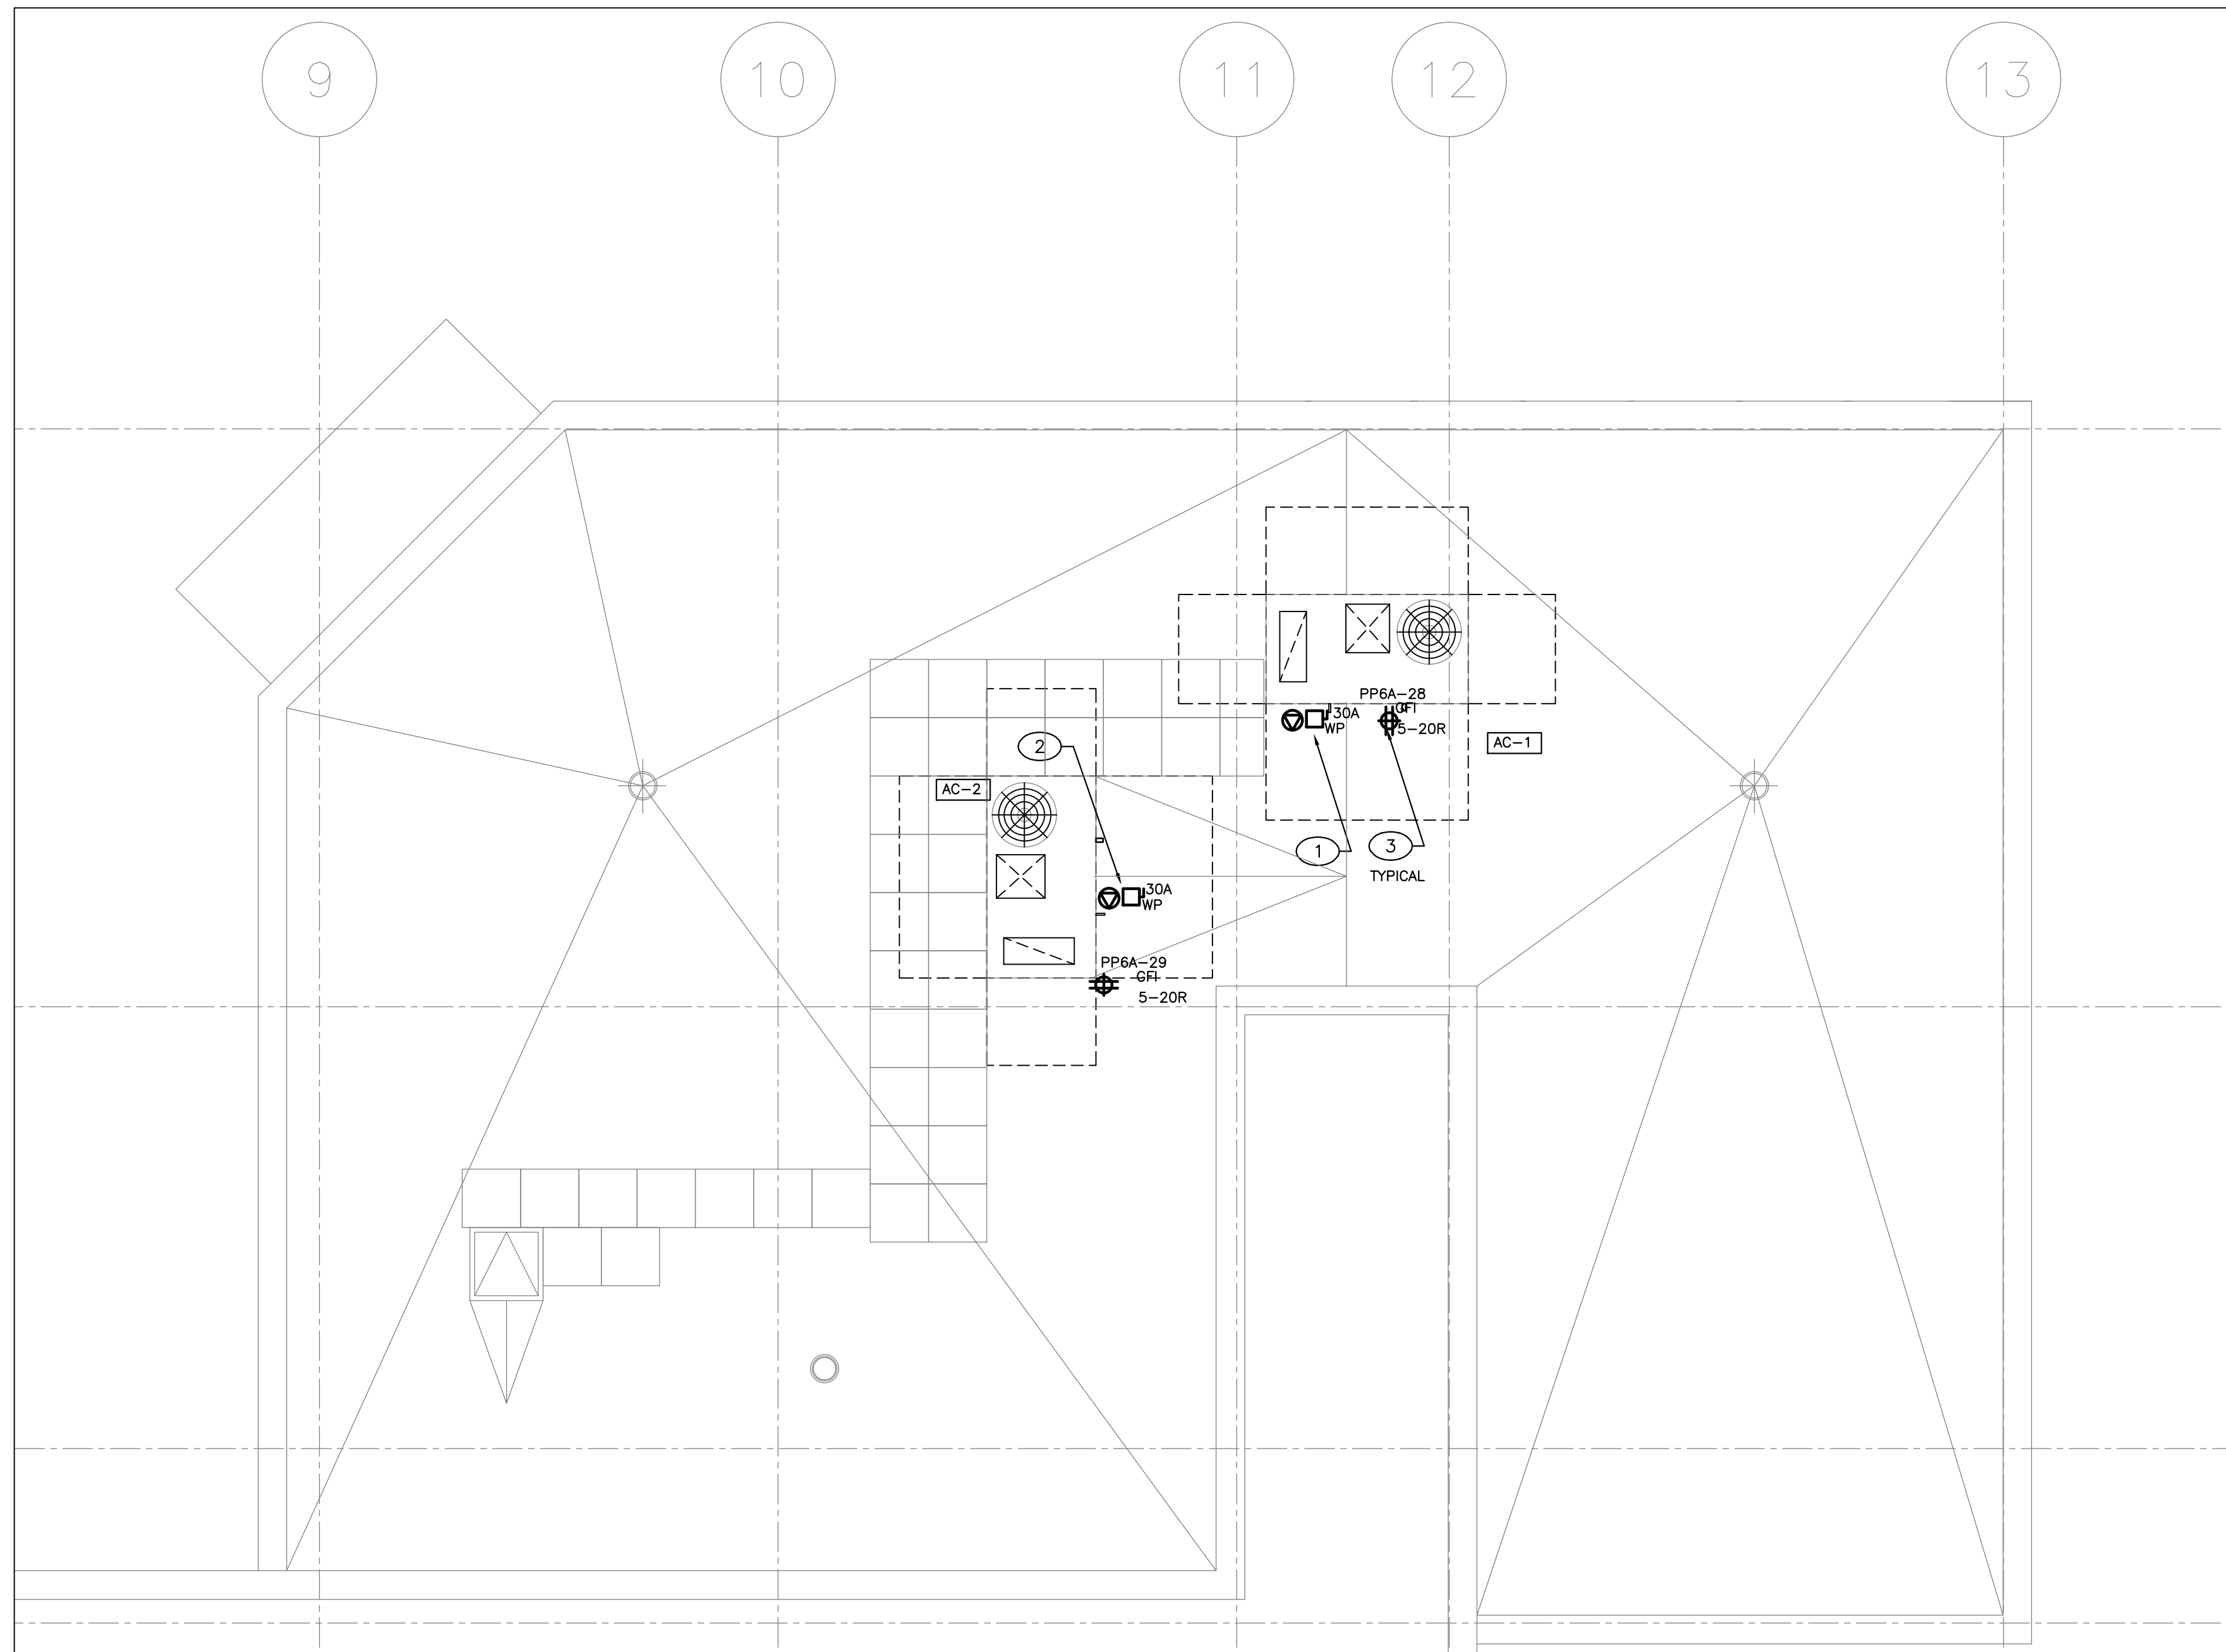 9
10
11
12
13
PP6A-28
GFI
5-20R
30A
WP
AC-1
2
AC-2
1
3
TYPICAL
30A
WP
PP6A-29
GFI
5-20R